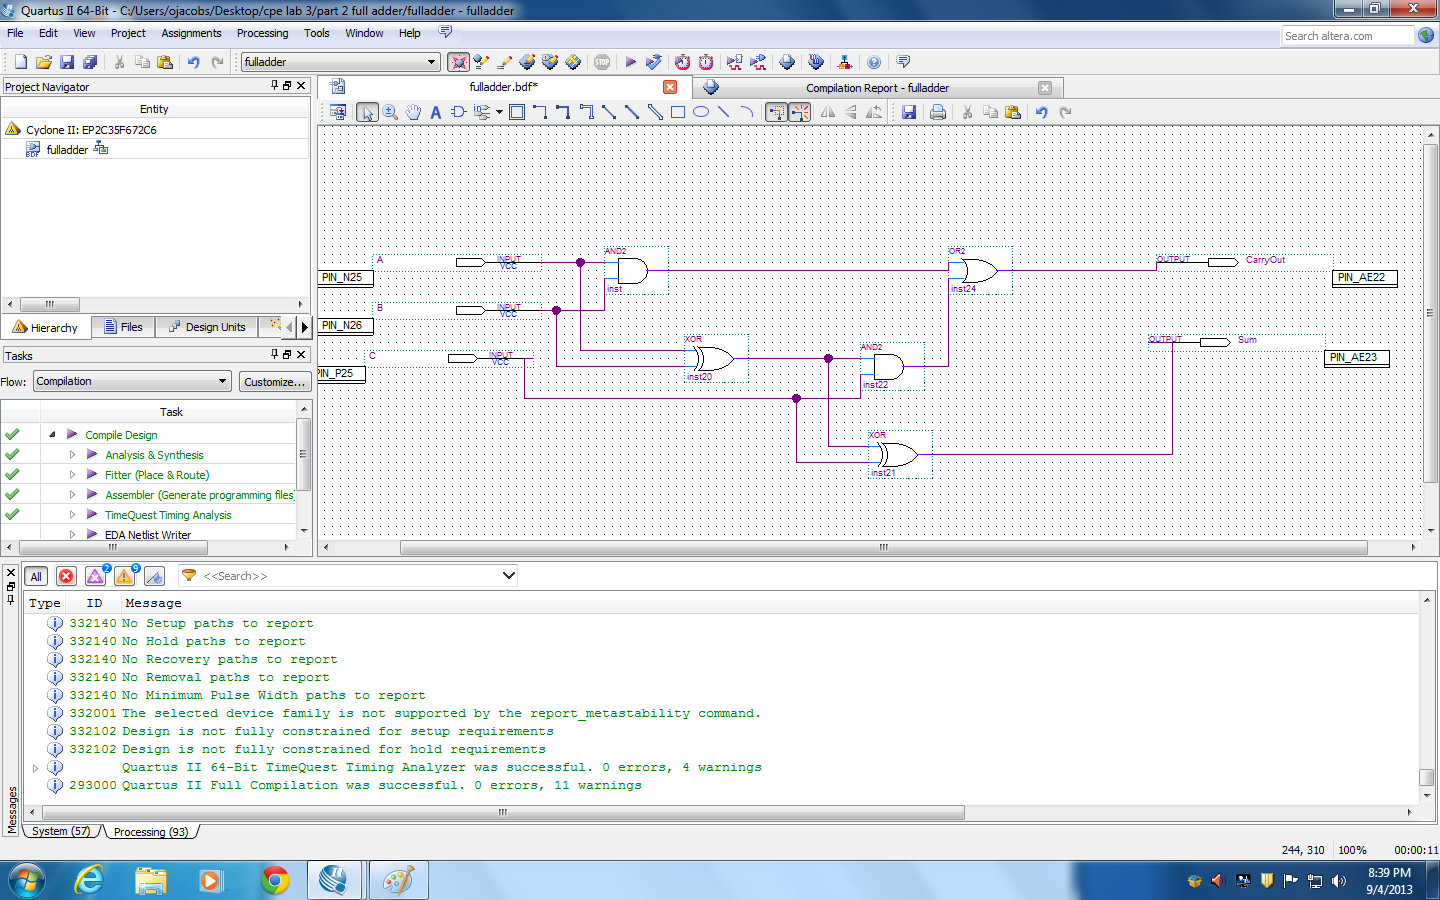 Quartus II 64-Bit - C:/Users/ojacobs/Desktop/cpe lab 3/part 2 full adder/fulladder - fulladder
File Edit View Project Assignments Processing Tools Window Help
Search altera.com
fulladder
Project Navigator
fulladder.bdf*
Compilation Report - fulladder
Entity
Cyclone II: EP2C35F672C6
BDF
fulladder
A
INPUT
VCC
PIN_N25
AND2
inst
OR2
inst24
OUTPUT
CarryOut
PIN_AE22
B
INPUT
VCC
PIN_N26
Hierarchy
Files
Design Units
XOR
inst20
AND2
inst22
OUTPUT
Sum
PIN_AE23
C
INPUT
VCC
PIN_P25
XOR
inst21
Tasks
Flow: Compilation
Customize...
Task
Compile Design
Analysis & Synthesis
Fitter (Place & Route)
Assembler (Generate programming files)
TimeQuest Timing Analysis
EDA Netlist Writer
All
2
9
<<Search>>
Type ID Message
332140 No Setup paths to report
332140 No Hold paths to report
332140 No Recovery paths to report
332140 No Removal paths to report
332140 No Minimum Pulse Width paths to report
332001 The selected device family is not supported by the report_metastability command.
332102 Design is not fully constrained for setup requirements
332102 Design is not fully constrained for hold requirements
Quartus II 64-Bit TimeQuest Timing Analyzer was successful. 0 errors, 4 warnings
293000 Quartus II Full Compilation was successful. 0 errors, 11 warnings
Messages
System (57)
Processing (93)
244, 310 100% 00:00:11
8:39 PM
9/4/2013